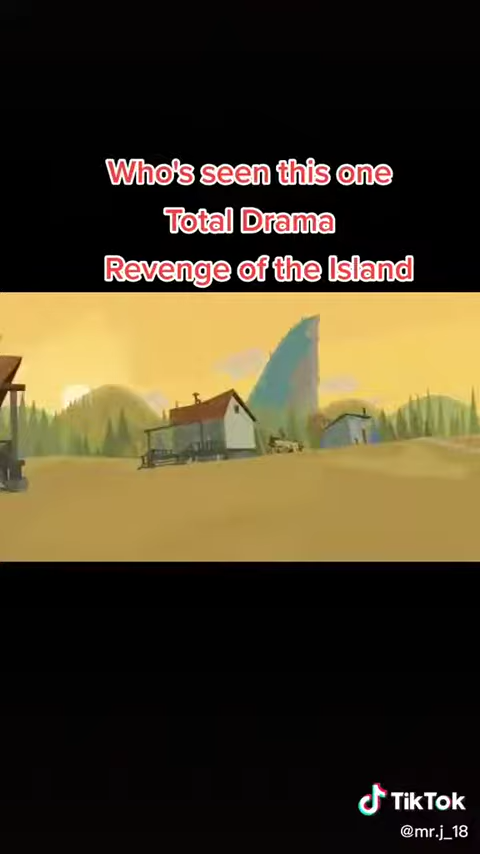 Who's seen this one
Total Drama
Revenge of the Island
TikTok
@mr.j_18